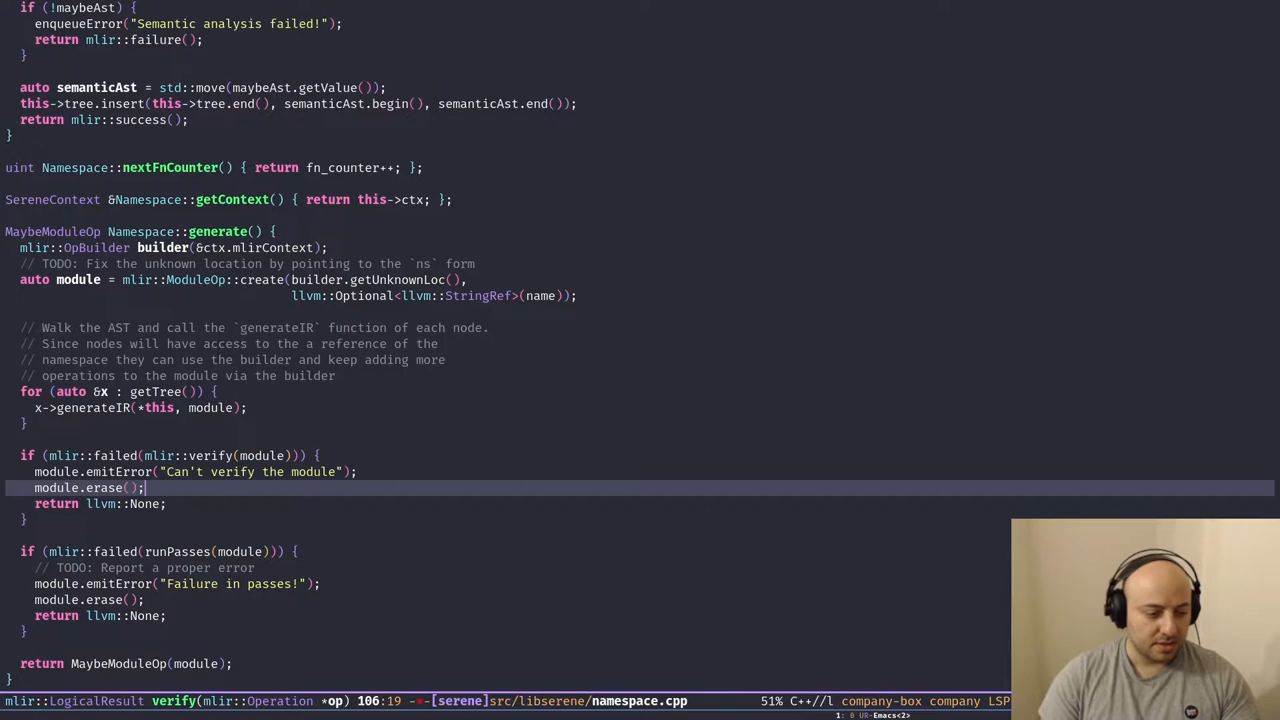 if (!maybeAst) {
enqueueError("Semantic analysis failed!");
return mlir::failure();
}
auto semanticAst = std::move(maybeAst.getValue());
this->tree.insert(this->tree.end(), semanticAst.begin(), semanticAst.end());
return mlir::success();
}
uint Namespace::nextFnCounter() { return fn_counter++; };
SereneContext &Namespace::getContext() { return this->ctx; };
MaybeModuleOp Namespace::generate() {
mlir::OpBuilder builder(&ctx.mlirContext);
// TODO: Fix the unknown location by pointing to the `ns` form
auto module = mlir::ModuleOp::create(builder.getUnknownLoc(),
llvm::Optional<llvm::StringRef>(name));
// Walk the AST and call the `generateIR` function of each node.
// Since nodes will have access to the a reference of the
// namespace they can use the builder and keep adding more
// operations to the module via the builder
for (auto &x : getTree()) {
x->generateIR(*this, module);
}
if (mlir::failed(mlir::verify(module))) {
module.emitError("Can't verify the module");
module.erase();
return llvm::None;
}
if (mlir::failed(runPasses(module))) {
// TODO: Report a proper error
module.emitError("Failure in passes!");
module.erase();
return llvm::None;
}
return MaybeModuleOp(module);
}
mlir::LogicalResult verify(mlir::Operation *op) 106:19 -*-[serene]src/libserene/namespace.cpp 51% C++//l company-box company LSP
1: 0 UR-Emacs<2>